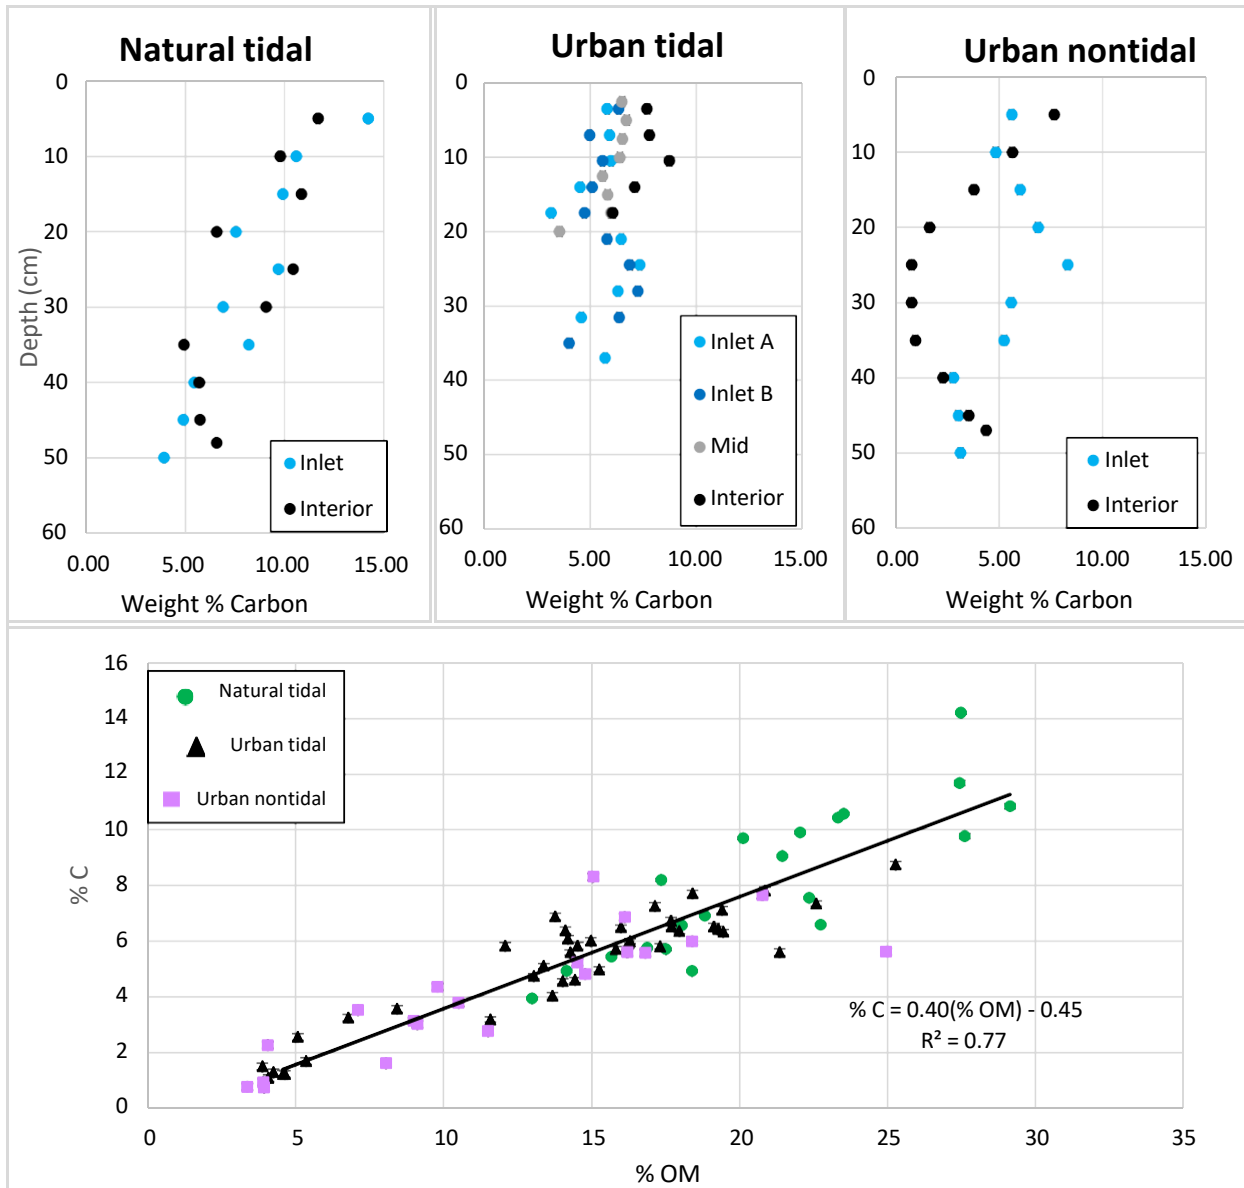 Natural tidal
0
10
20
30
40
50
60
Depth (cm)
0.00 5.00 10.00 15.00
Weight % Carbon
Inlet
Interior
Urban tidal
0
10
20
30
40
50
60
0.00 5.00 10.00 15.00
Weight % Carbon
Inlet A
Inlet B
Mid
Interior
Urban nontidal
0
10
20
30
40
50
60
0.00 5.00 10.00 15.00
Weight % Carbon
Inlet
Interior
16
14
12
10
8
6
4
2
0
% C
Natural tidal
Urban tidal
Urban nontidal
% C = 0.40(% OM) - 0.45
R² = 0.77
0 5 10 15 20 25 30 35
% OM